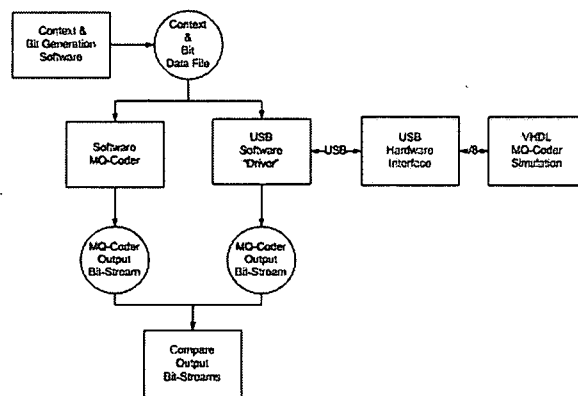 Context &
Bit Generation
Software
Context
&
Bit
Data File
Software
MQ-Coder
USB
Software
"Driver"
USB
USB
Hardware
Interface
/8
VHDL
MQ-Coder
Simulation
MQ-Coder
Output
Bit-Stream
MQ-Coder
Output
Bit-Stream
Compare
Output
Bit-Streams